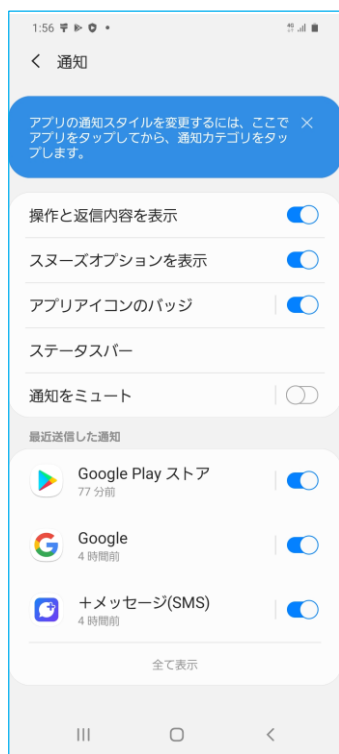 1:56
通知
アプリの通知スタイルを変更するには、ここで
アプリをタップしてから、通知カテゴリをタッ
プします。
操作と返信内容を表示
スヌーズオプションを表示
アプリアイコンのバッジ
ステータスバー
通知をミュート
最近送信した通知
Google Play ストア
77 分前
Google
4 時間前
+メッセージ(SMS)
4 時間前
全て表示